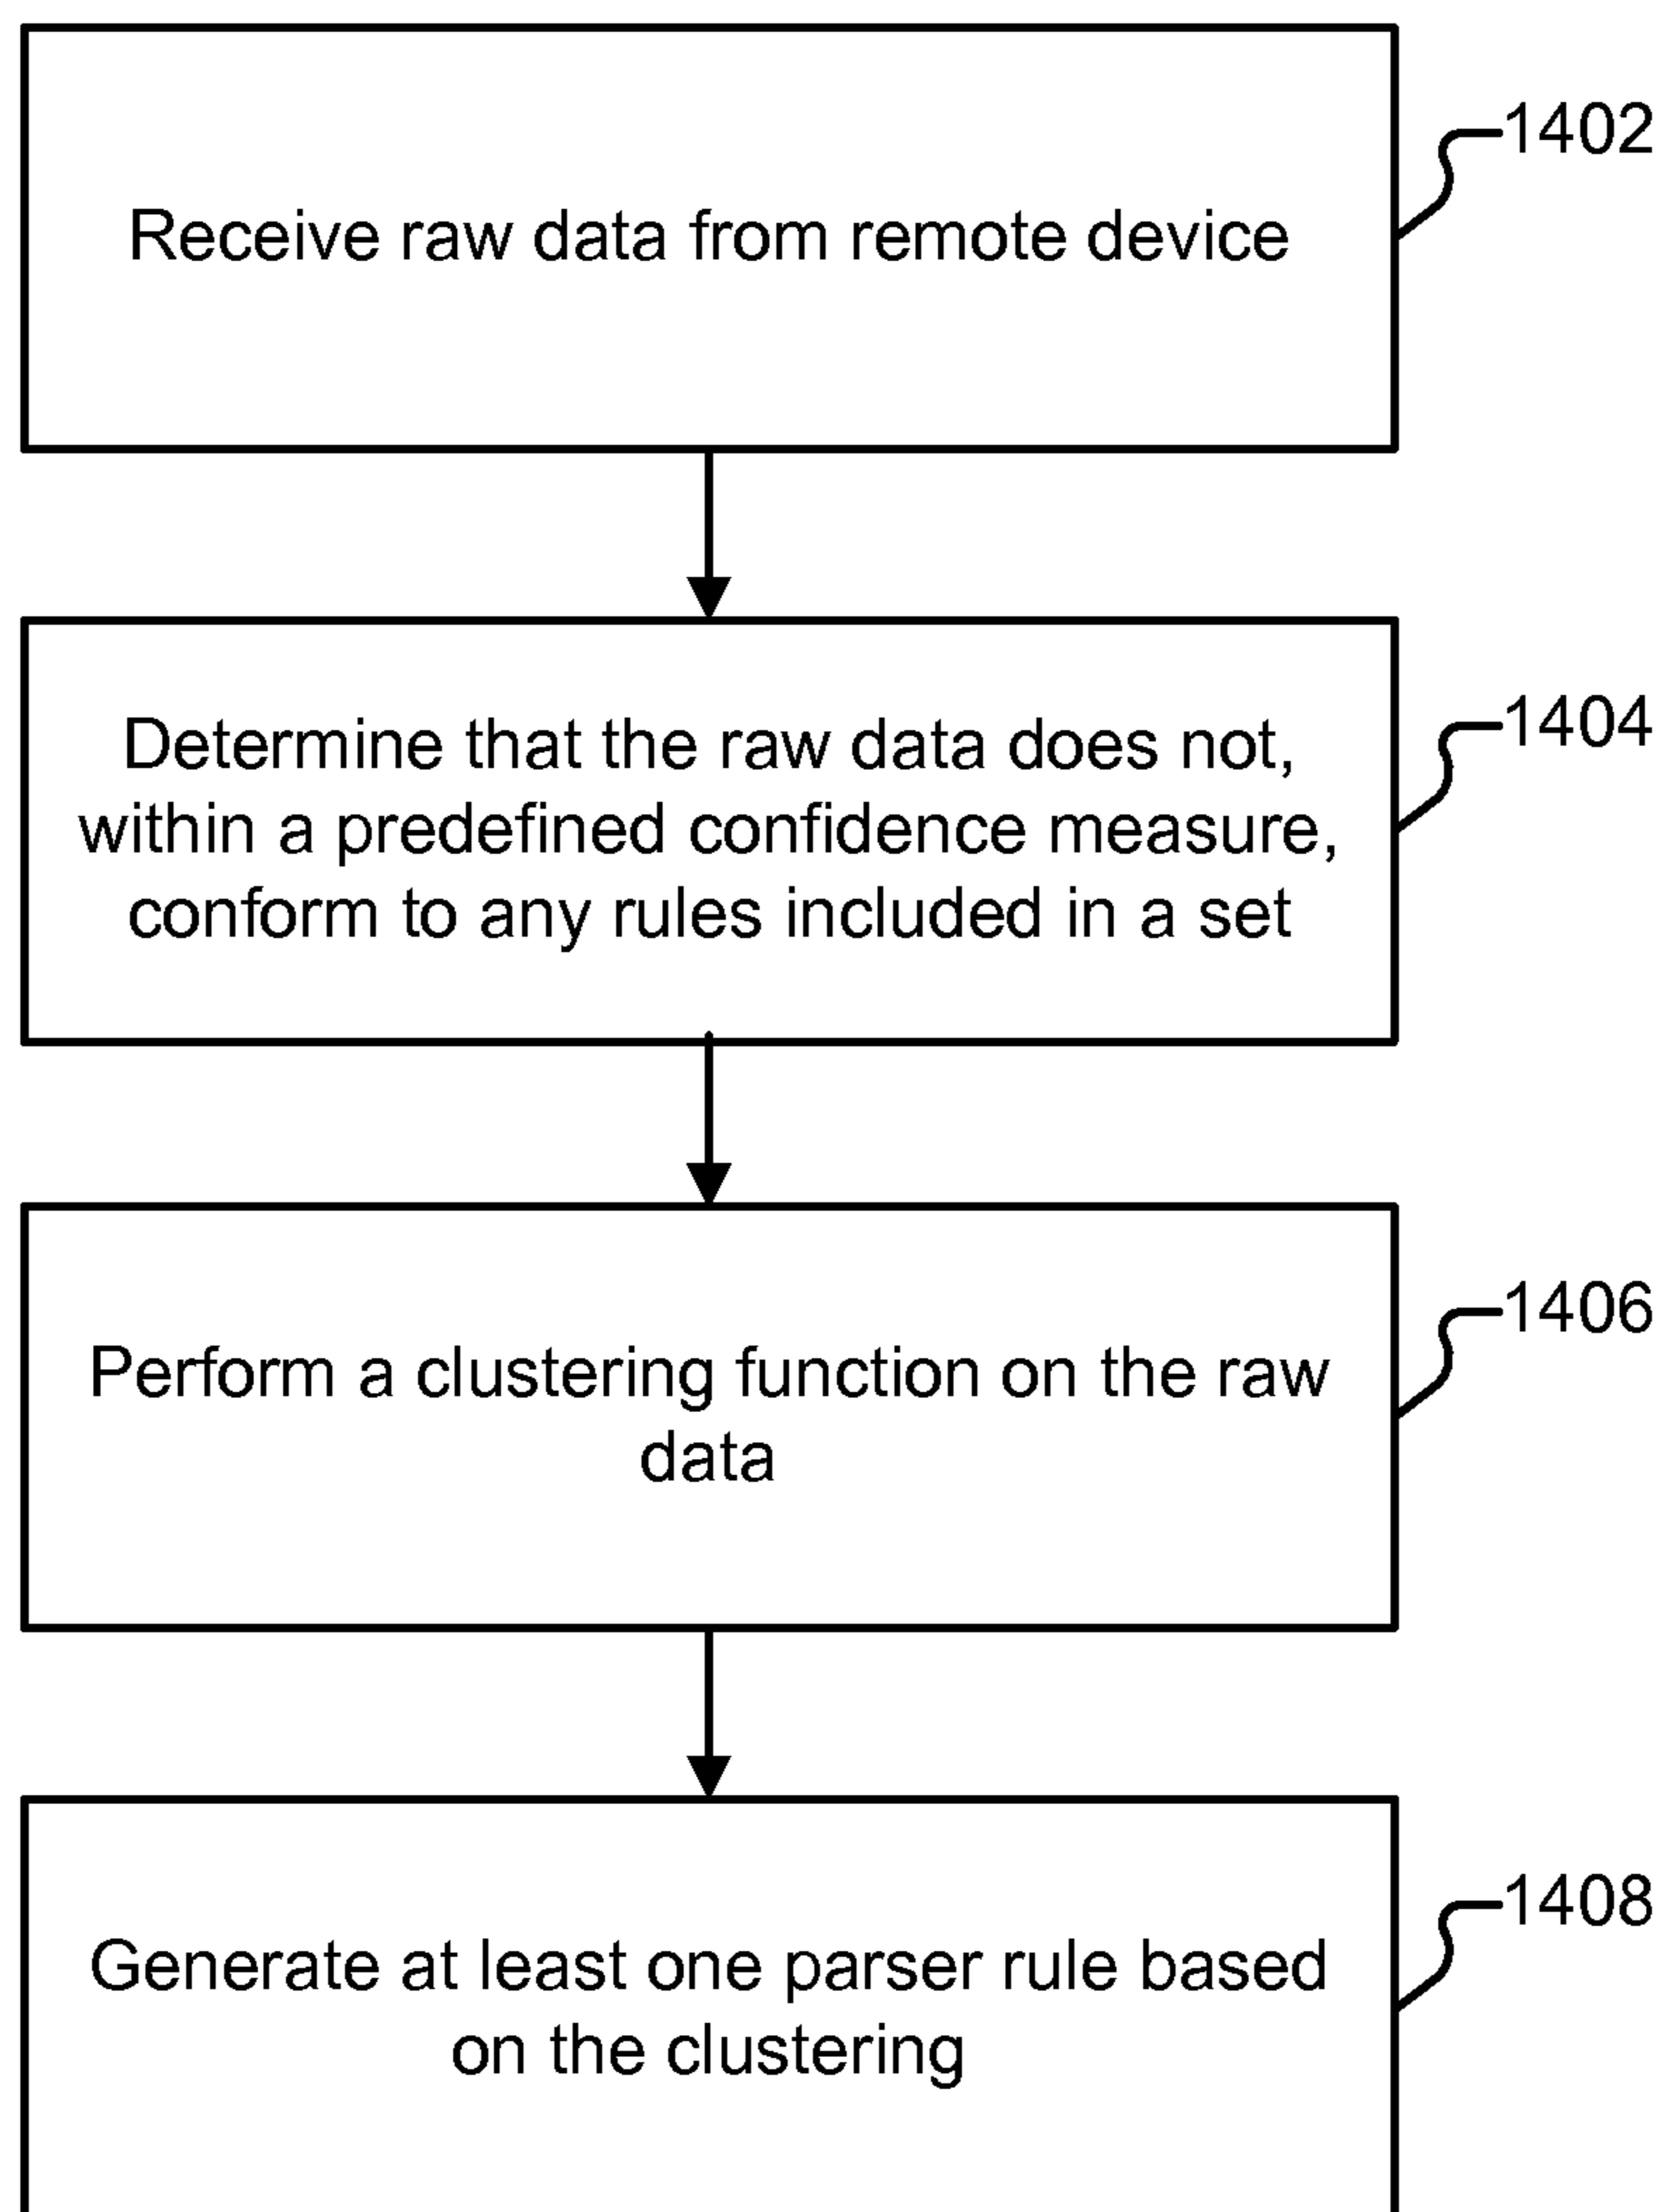 1402
Receive raw data from remote device
1404
Determine that the raw data does not,
within a predefined confidence measure,
conform to any rules included in a set
1406
Perform a clustering function on the raw
data
1408
Generate at least one parser rule based
on the clustering